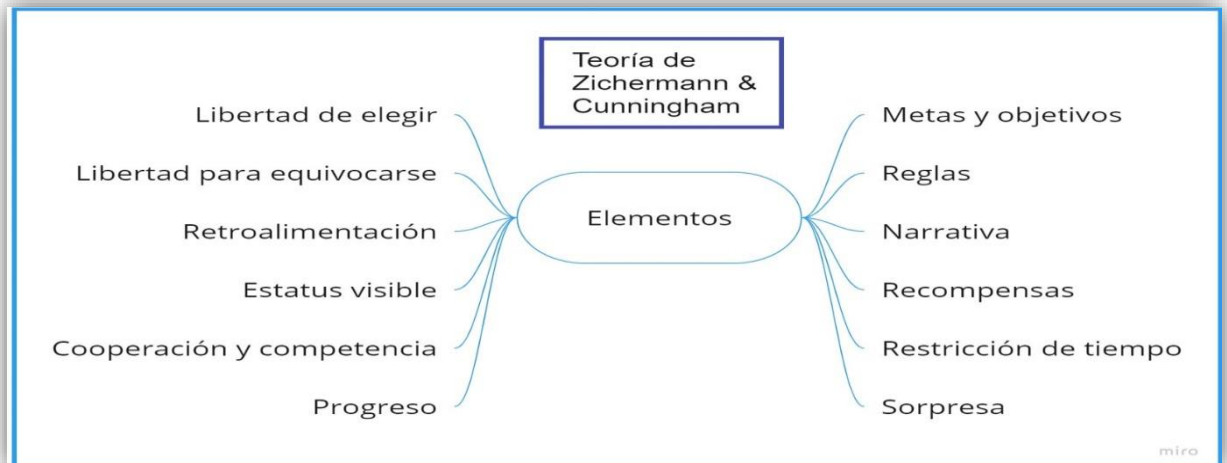 Teoría de
Zichermann &
Cunningham
Libertad de elegir
Libertad para equivocarse
Retroalimentación
Estatus visible
Cooperación y competencia
Progreso
Elementos
Metas y objetivos
Reglas
Narrativa
Recompensas
Restricción de tiempo
Sorpresa
miro